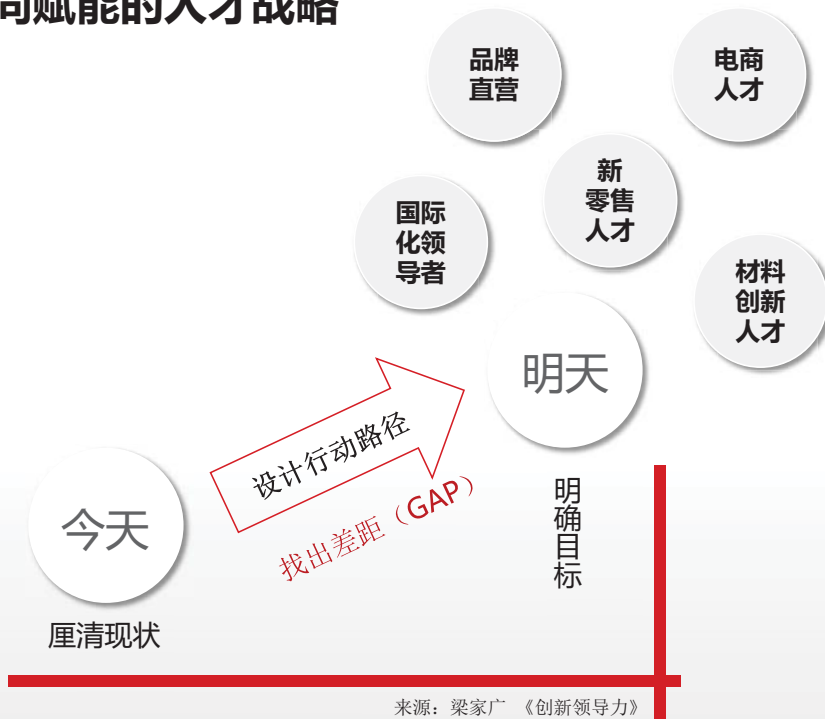 同赋能的人才战略
品牌
直营
电商
人才
新
零售
人才
国际
化领
导者
材料
创新
人才
明天
设计行动路径
找出差距（GAP）
明确目标
今天
厘清现状
来源：梁家广 《创新领导力》